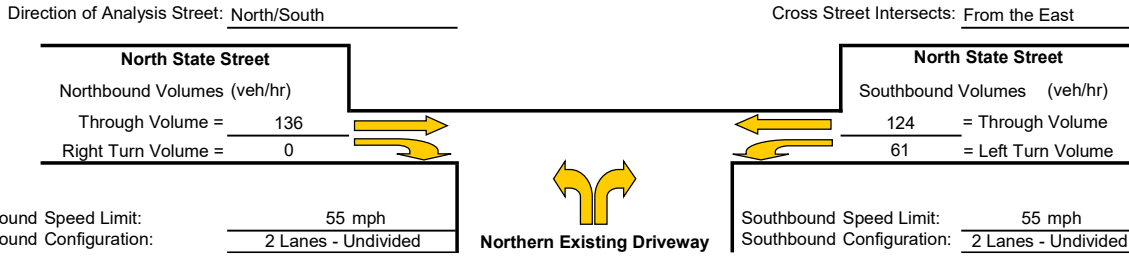 Direction of Analysis Street: North/South
Cross Street Intersects: From the East
North State Street
Northbound Volumes (veh/hr)
Through Volume = 136
Right Turn Volume = 0
North State Street
Southbound Volumes (veh/hr)
124 = Through Volume
61 = Left Turn Volume
ound Speed Limit: 55 mph
ound Configuration: 2 Lanes - Undivided
Northern Existing Driveway
Southbound Speed Limit: 55 mph
Southbound Configuration: 2 Lanes - Undivided